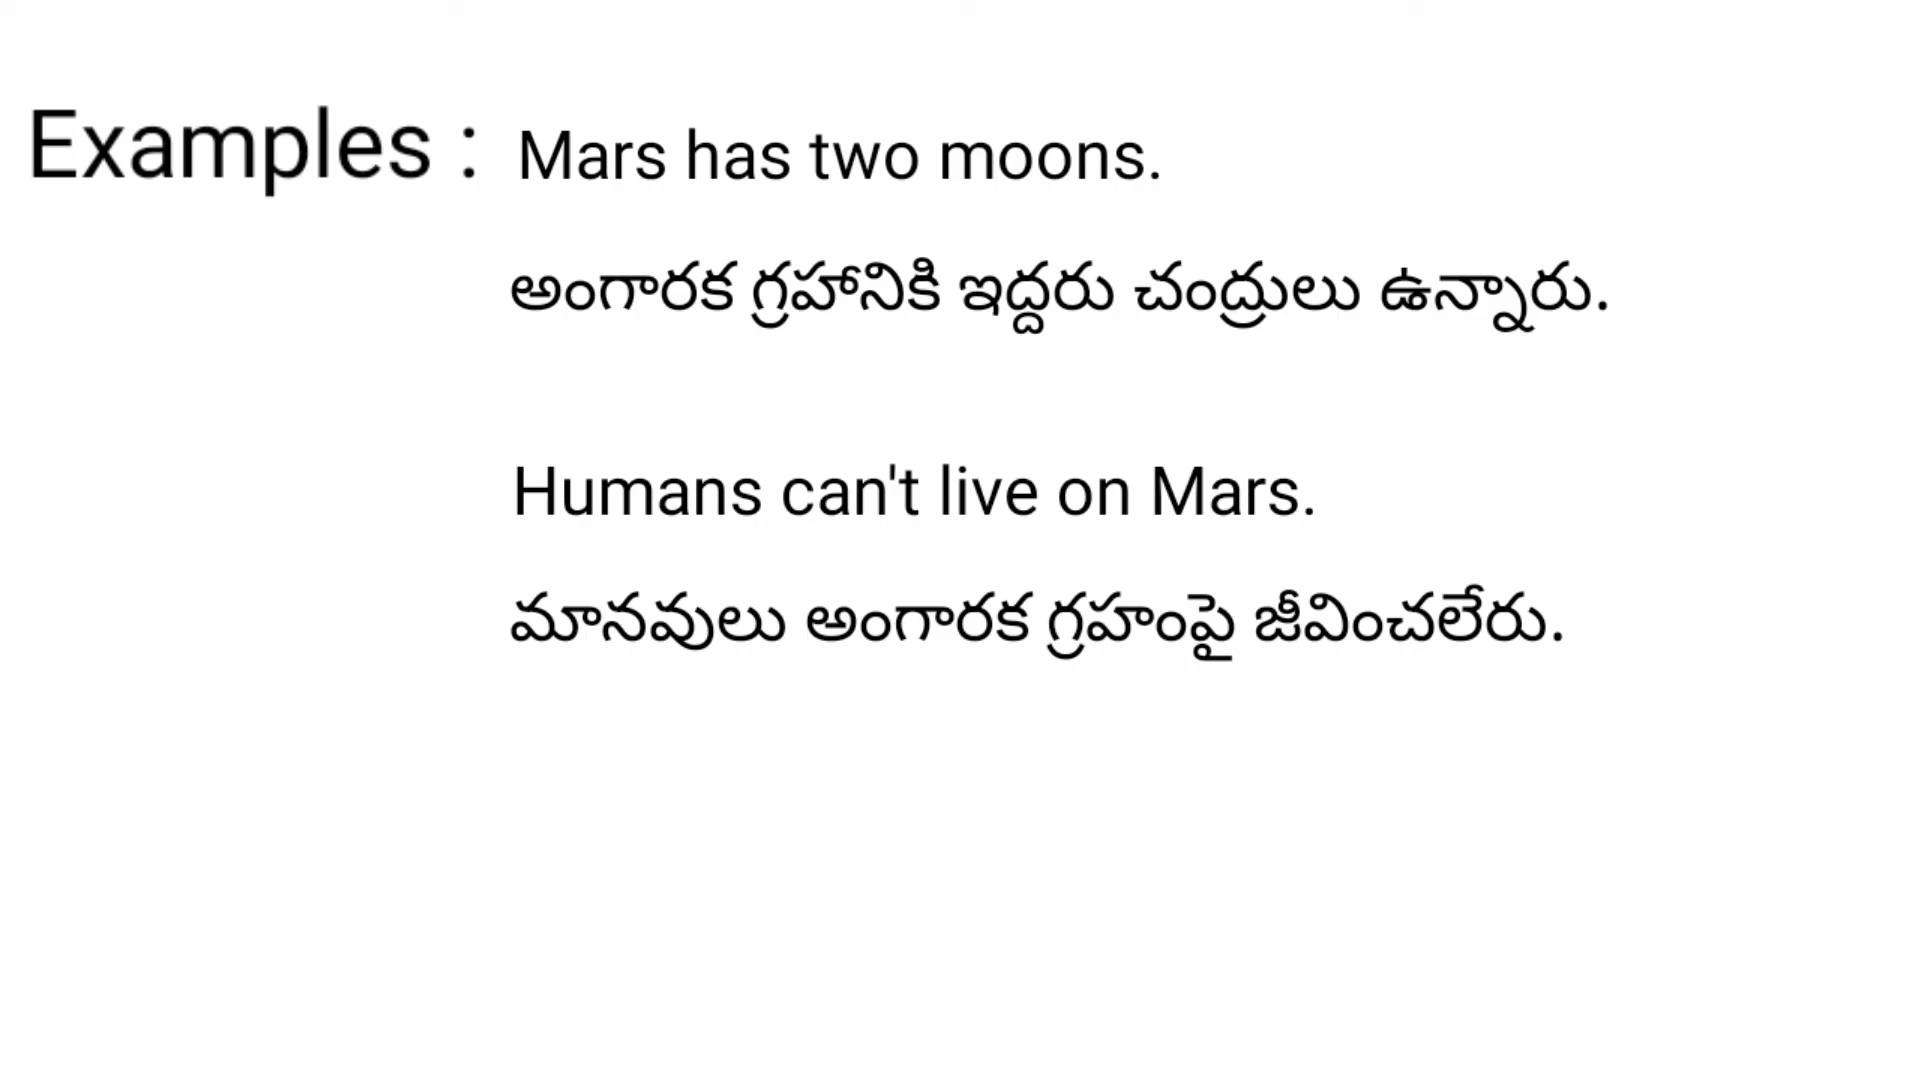 Examples : Mars has two moons.
అంగారక గ్రహానికి ఇద్దరు చంద్రులు ఉన్నారు.
Humans can't live on Mars.
మానవులు అంగారక గ్రహంపై జీవించలేరు.